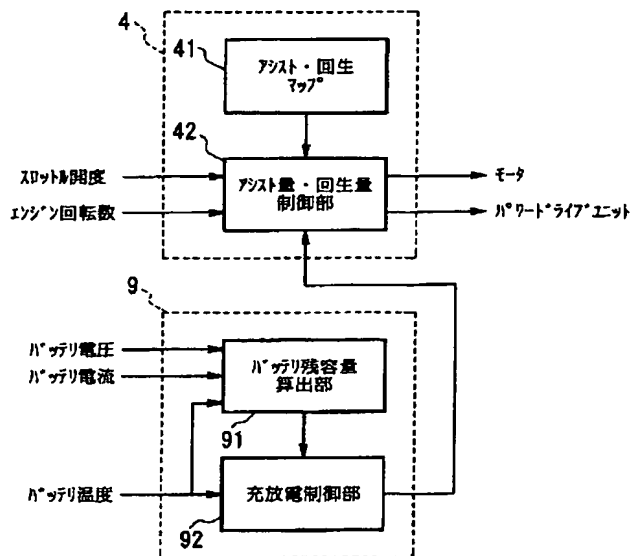 4
41
ｱｼｽﾄ・回生
ﾏｯﾌﾟ
42
ｽﾛｯﾄﾙ開度
ｱｼｽﾄ量・回生量
制御部
ﾓｰﾀ
ｴﾝｼﾞﾝ回転数
ﾊﾟﾜｰﾄﾞﾗｲﾌﾞﾕﾆｯﾄ
9
ﾊﾞｯﾃﾘ電圧
ﾊﾞｯﾃﾘ電流
ﾊﾞｯﾃﾘ残容量
算出部
91
ﾊﾞｯﾃﾘ温度
充放電制御部
92